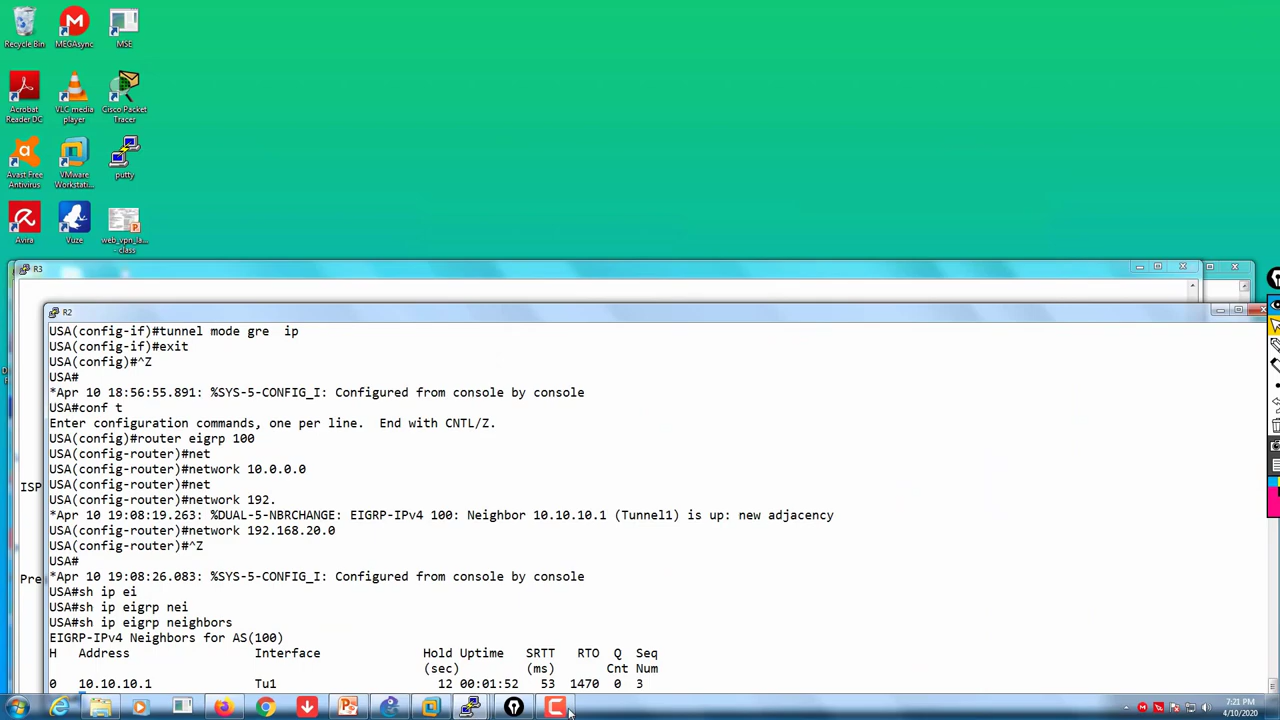 Recycle Bin
MEGAsync
MSE
Acrobat Reader DC
VLC media player
Cisco Packet Tracer
Avast Free Antivirus
VMware Workstati...
putty
Avira
Vuze
web_vpn_la... - class
R3
R2
USA(config-if)#tunnel mode gre  ip
USA(config-if)#exit
USA(config)#^Z
USA#
*Apr 10 18:56:55.891: %SYS-5-CONFIG_I: Configured from console by console
USA#conf t
Enter configuration commands, one per line.  End with CNTL/Z.
USA(config)#router eigrp 100
USA(config-router)#net
USA(config-router)#network 10.0.0.0
USA(config-router)#net
ISP
USA(config-router)#network 192.
*Apr 10 19:08:19.263: %DUAL-5-NBRCHANGE: EIGRP-IPv4 100: Neighbor 10.10.10.1 (Tunnel1) is up: new adjacency
USA(config-router)#network 192.168.20.0
USA(config-router)#^Z
USA#
Pre
*Apr 10 19:08:26.083: %SYS-5-CONFIG_I: Configured from console by console
USA#sh ip ei
USA#sh ip eigrp nei
USA#sh ip eigrp neighbors
EIGRP-IPv4 Neighbors for AS(100)
H   Address                 Interface              Hold Uptime   SRTT   RTO  Q  Seq
(sec)         (ms)       Cnt Num
0   10.10.10.1              Tu1                      12 00:01:52   53  1470  0  3
7:21 PM
4/10/2020